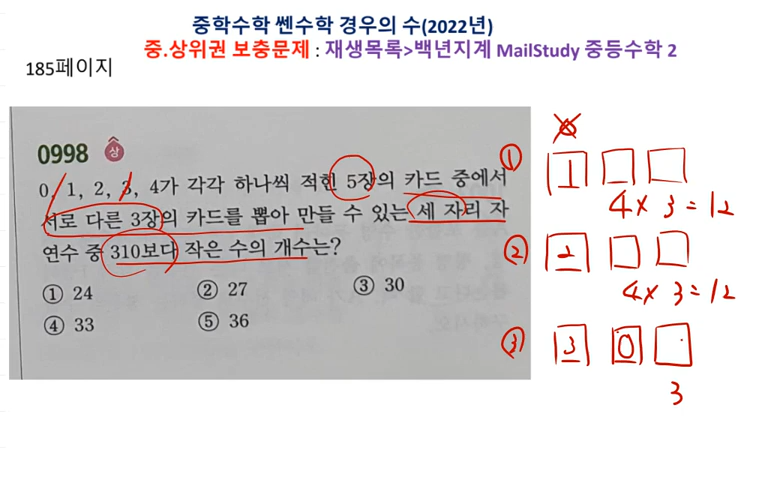 중학수학 쎈수학 경우의 수(2022년)
중.상위권 보충문제 : 재생목록>백년지계 MailStudy 중등수학 2
185페이지
0998 상
0, 1, 2, 3, 4가 각각 하나씩 적힌 5장의 카드 중에서
서로 다른 3장의 카드를 뽑아 만들 수 있는 세 자리 자
연수 중 310보다 작은 수의 개수는?
① 24 ② 27 ③ 30
④ 33 ⑤ 36
0
① 1
4 × 3 = 12
② 2
4 × 3 = 12
③ 3 0
3